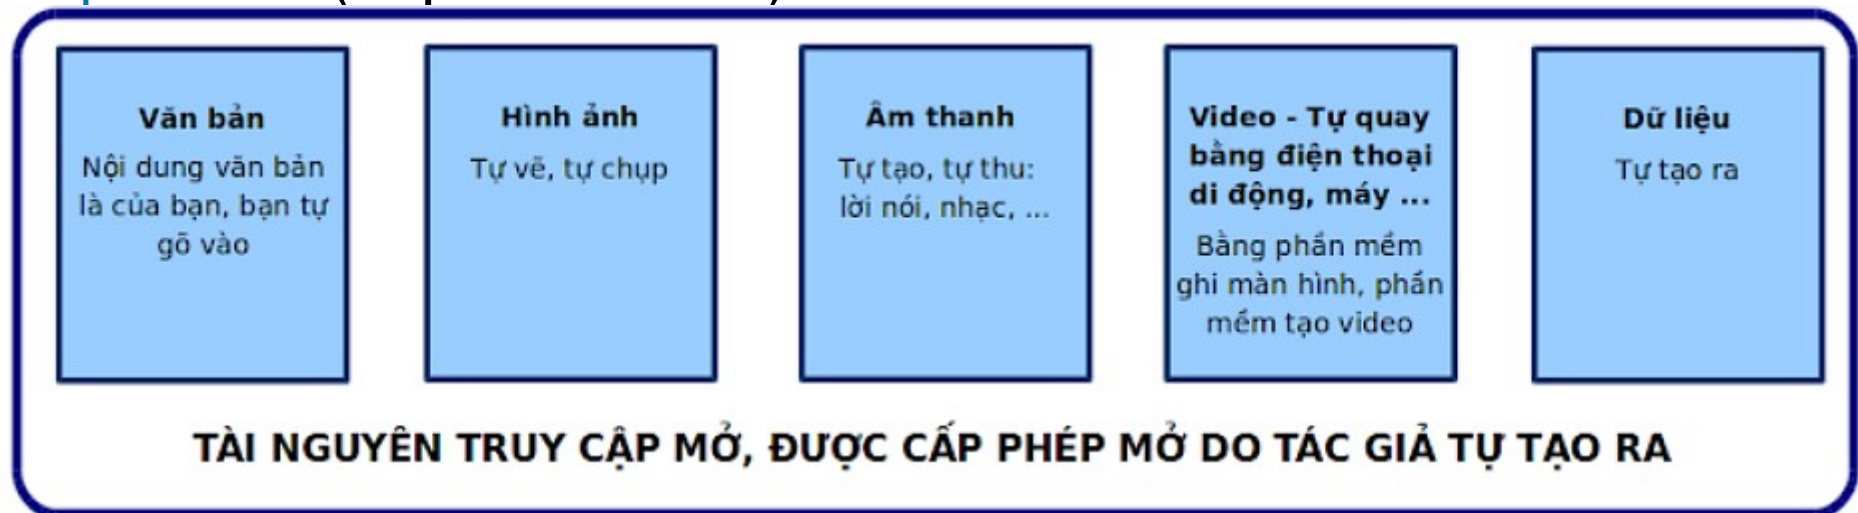 Văn bản
Nội dung văn bản
là của bạn, bạn tự
gõ vào
Hình ảnh
Tự vẽ, tự chụp
Âm thanh
Tự tạo, tự thu:
lời nói, nhạc, ...
Video - Tự quay
bằng điện thoại
di động, máy ...
Bằng phần mềm
ghi màn hình, phần
mềm tạo video
Dữ liệu
Tự tạo ra
TÀI NGUYÊN TRUY CẬP MỞ, ĐƯỢC CẤP PHÉP MỞ DO TÁC GIẢ TỰ TẠO RA